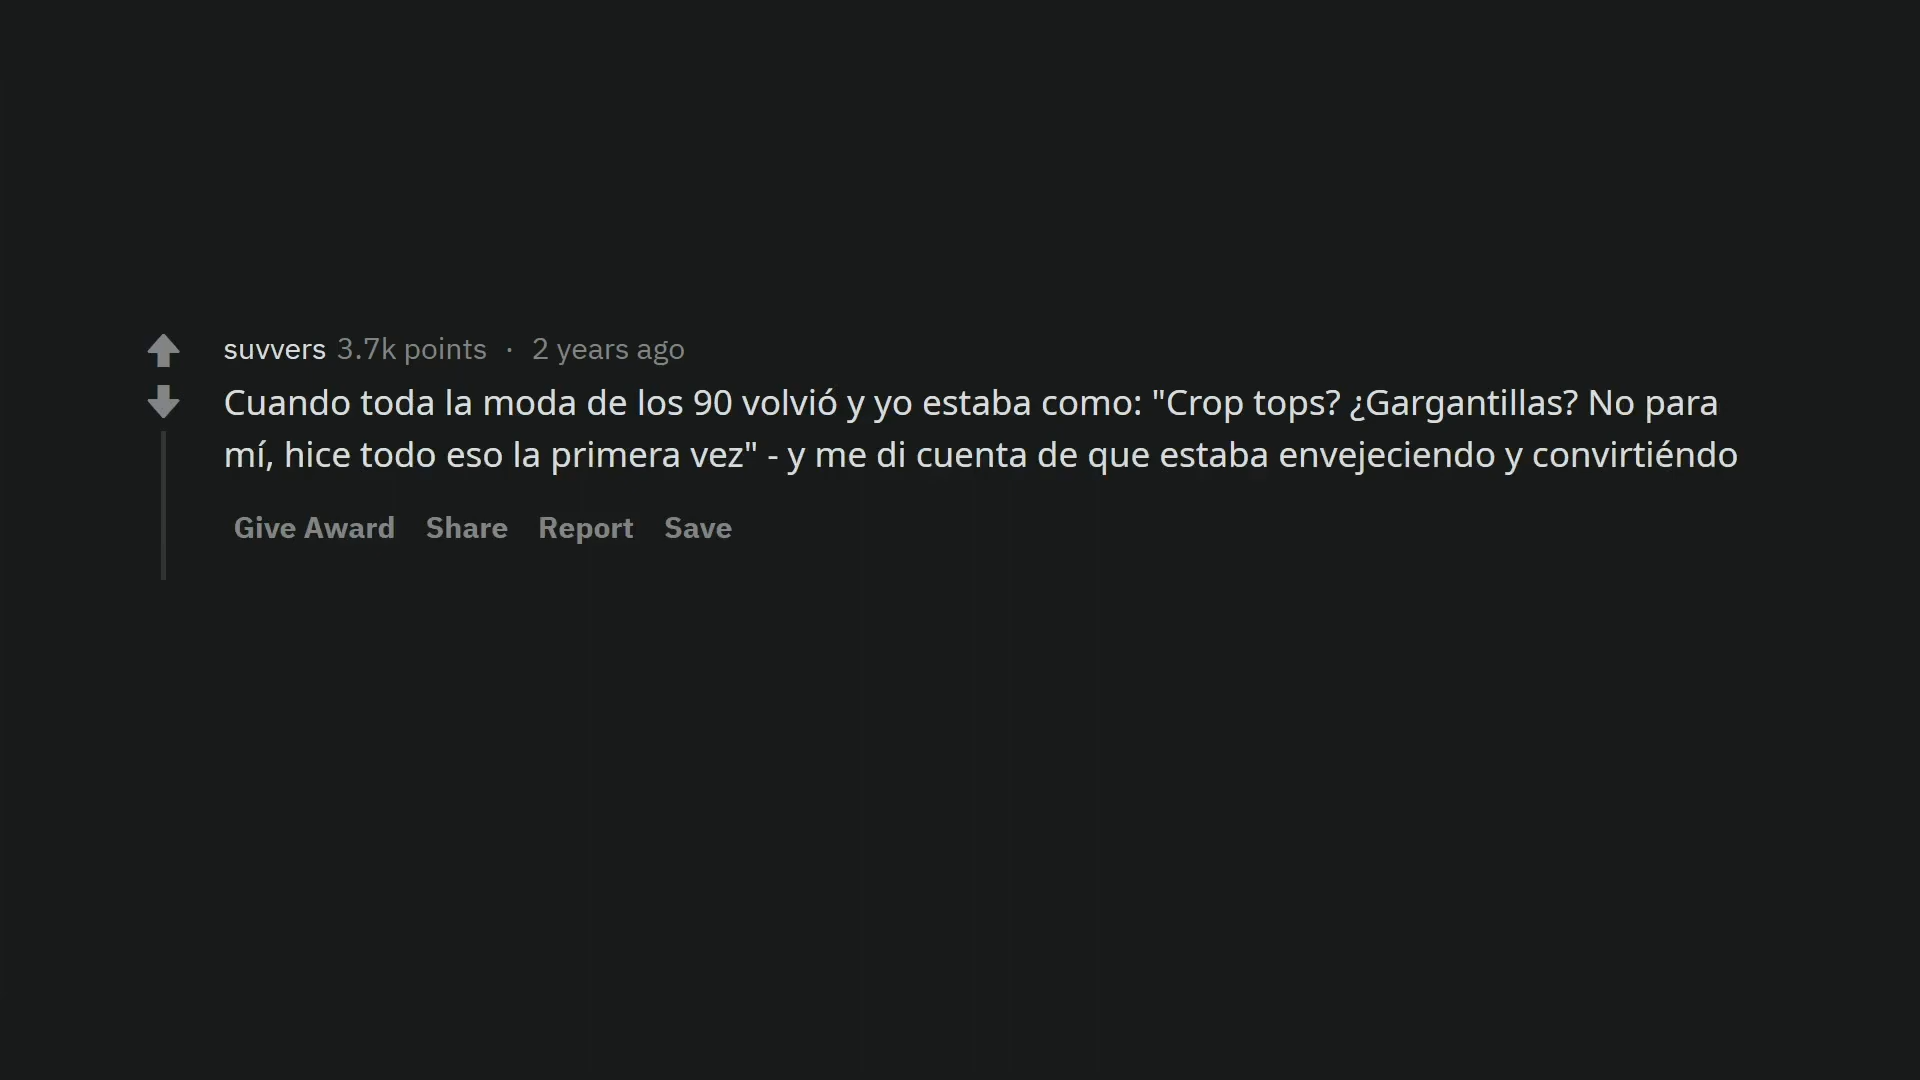 suvvers 3.7k points · 2 years ago
Cuando toda la moda de los 90 volvió y yo estaba como: "Crop tops? ¿Gargantillas? No para
mí, hice todo eso la primera vez" - y me di cuenta de que estaba envejeciendo y convirtiéndo
Give Award Share Report Save